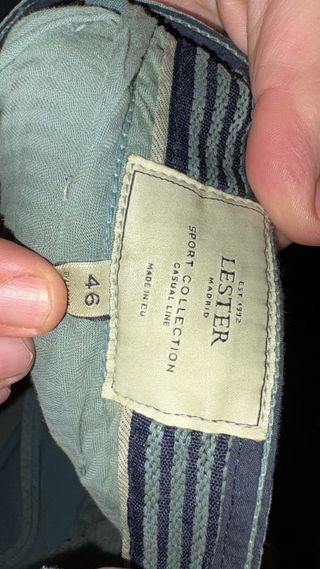 EST. 1992
LESTER
MADRID
SPORT COLLECTION
CASUAL LINE
MADE IN EU
46